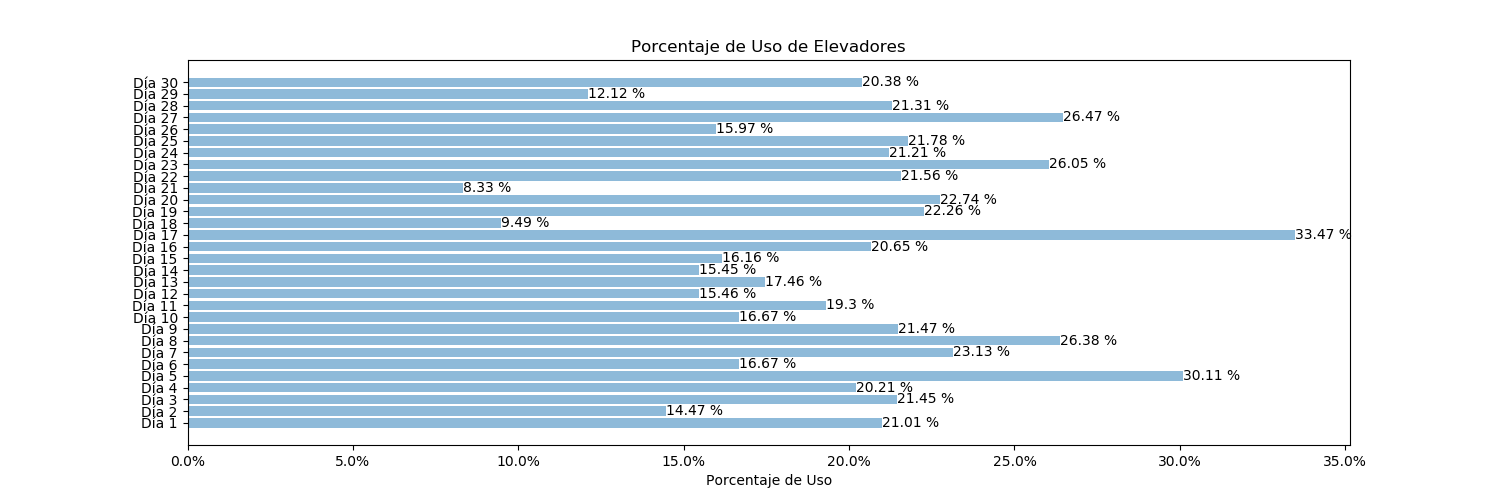 Porcentaje de Uso de Elevadores
Día 30 20.38 %
Día 29 12.12 %
Día 28 21.31 %
Día 27 26.47 %
Día 26 15.97 %
Día 25 21.78 %
Día 24 21.21 %
Día 23 26.05 %
Día 22 21.56 %
Día 21 8.33 %
Día 20 22.74 %
Día 19 22.26 %
Día 18 9.49 %
Día 17 33.47 %
Día 16 20.65 %
Día 15 16.16 %
Día 14 15.45 %
Día 13 17.46 %
Día 12 15.46 %
Día 11 19.3 %
Día 10 16.67 %
Día 9 21.47 %
Día 8 26.38 %
Día 7 23.13 %
Día 6 16.67 %
Día 5 30.11 %
Día 4 20.21 %
Día 3 21.45 %
Día 2 14.47 %
Día 1 21.01 %
0.0% 5.0% 10.0% 15.0% 20.0% 25.0% 30.0% 35.0%
Porcentaje de Uso